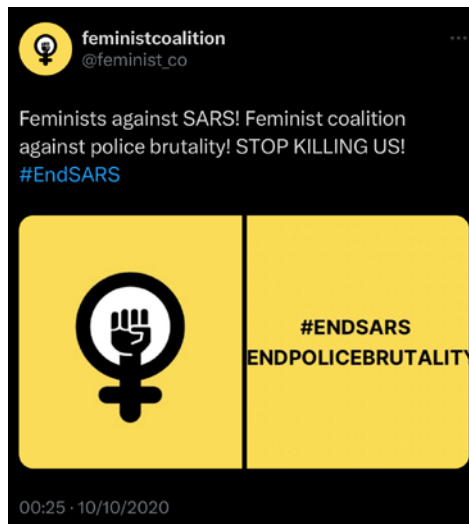 feministcoalition
@feminist_co
Feminists against SARS! Feminist coalition
against police brutality! STOP KILLING US!
#EndSARS
#ENDSARS
ENDPOLICEBRUTALITY
00:25 · 10/10/2020